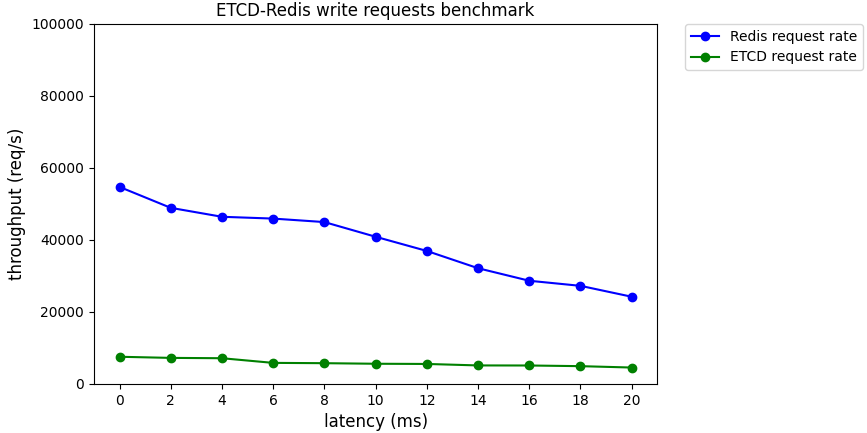 ETCD-Redis write requests benchmark
Redis request rate
ETCD request rate
throughput (req/s)
100000
80000
60000
40000
20000
0
0 2 4 6 8 10 12 14 16 18 20
latency (ms)